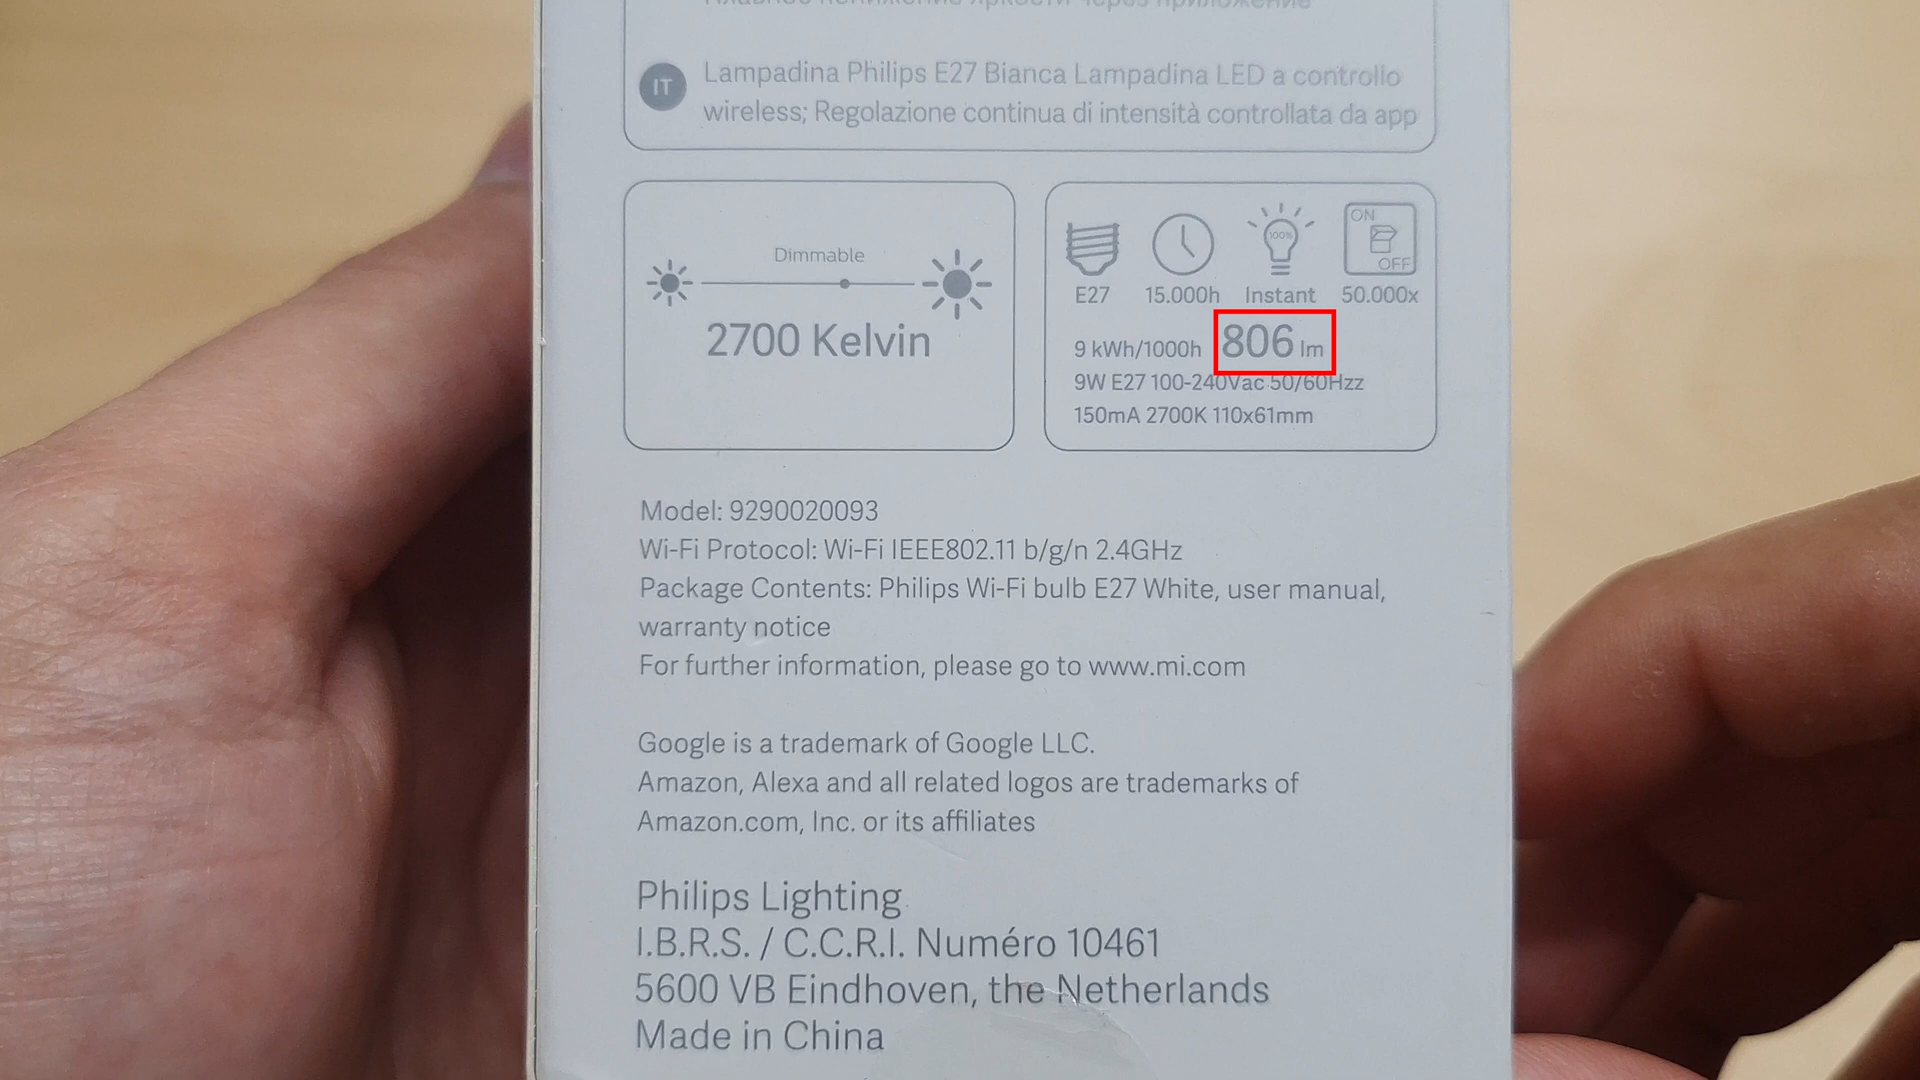 IT
Lampadina Philips E27 Bianca Lampadina LED a controllo
wireless; Regolazione continua di intensità controllata da app
Dimmable
2700 Kelvin
100%
ON
OFF
E27 15.000h Instant 50.000x
9 kWh/1000h 806 lm
9W E27 100-240Vac 50/60Hzz
150mA 2700K 110x61mm
Model: 9290020093
Wi-Fi Protocol: Wi-Fi IEEE802.11 b/g/n 2.4GHz
Package Contents: Philips Wi-Fi bulb E27 White, user manual,
warranty notice
For further information, please go to www.mi.com
Google is a trademark of Google LLC.
Amazon, Alexa and all related logos are trademarks of
Amazon.com, Inc. or its affiliates
Philips Lighting
I.B.R.S. / C.C.R.I. Numéro 10461
5600 VB Eindhoven, the Netherlands
Made in China